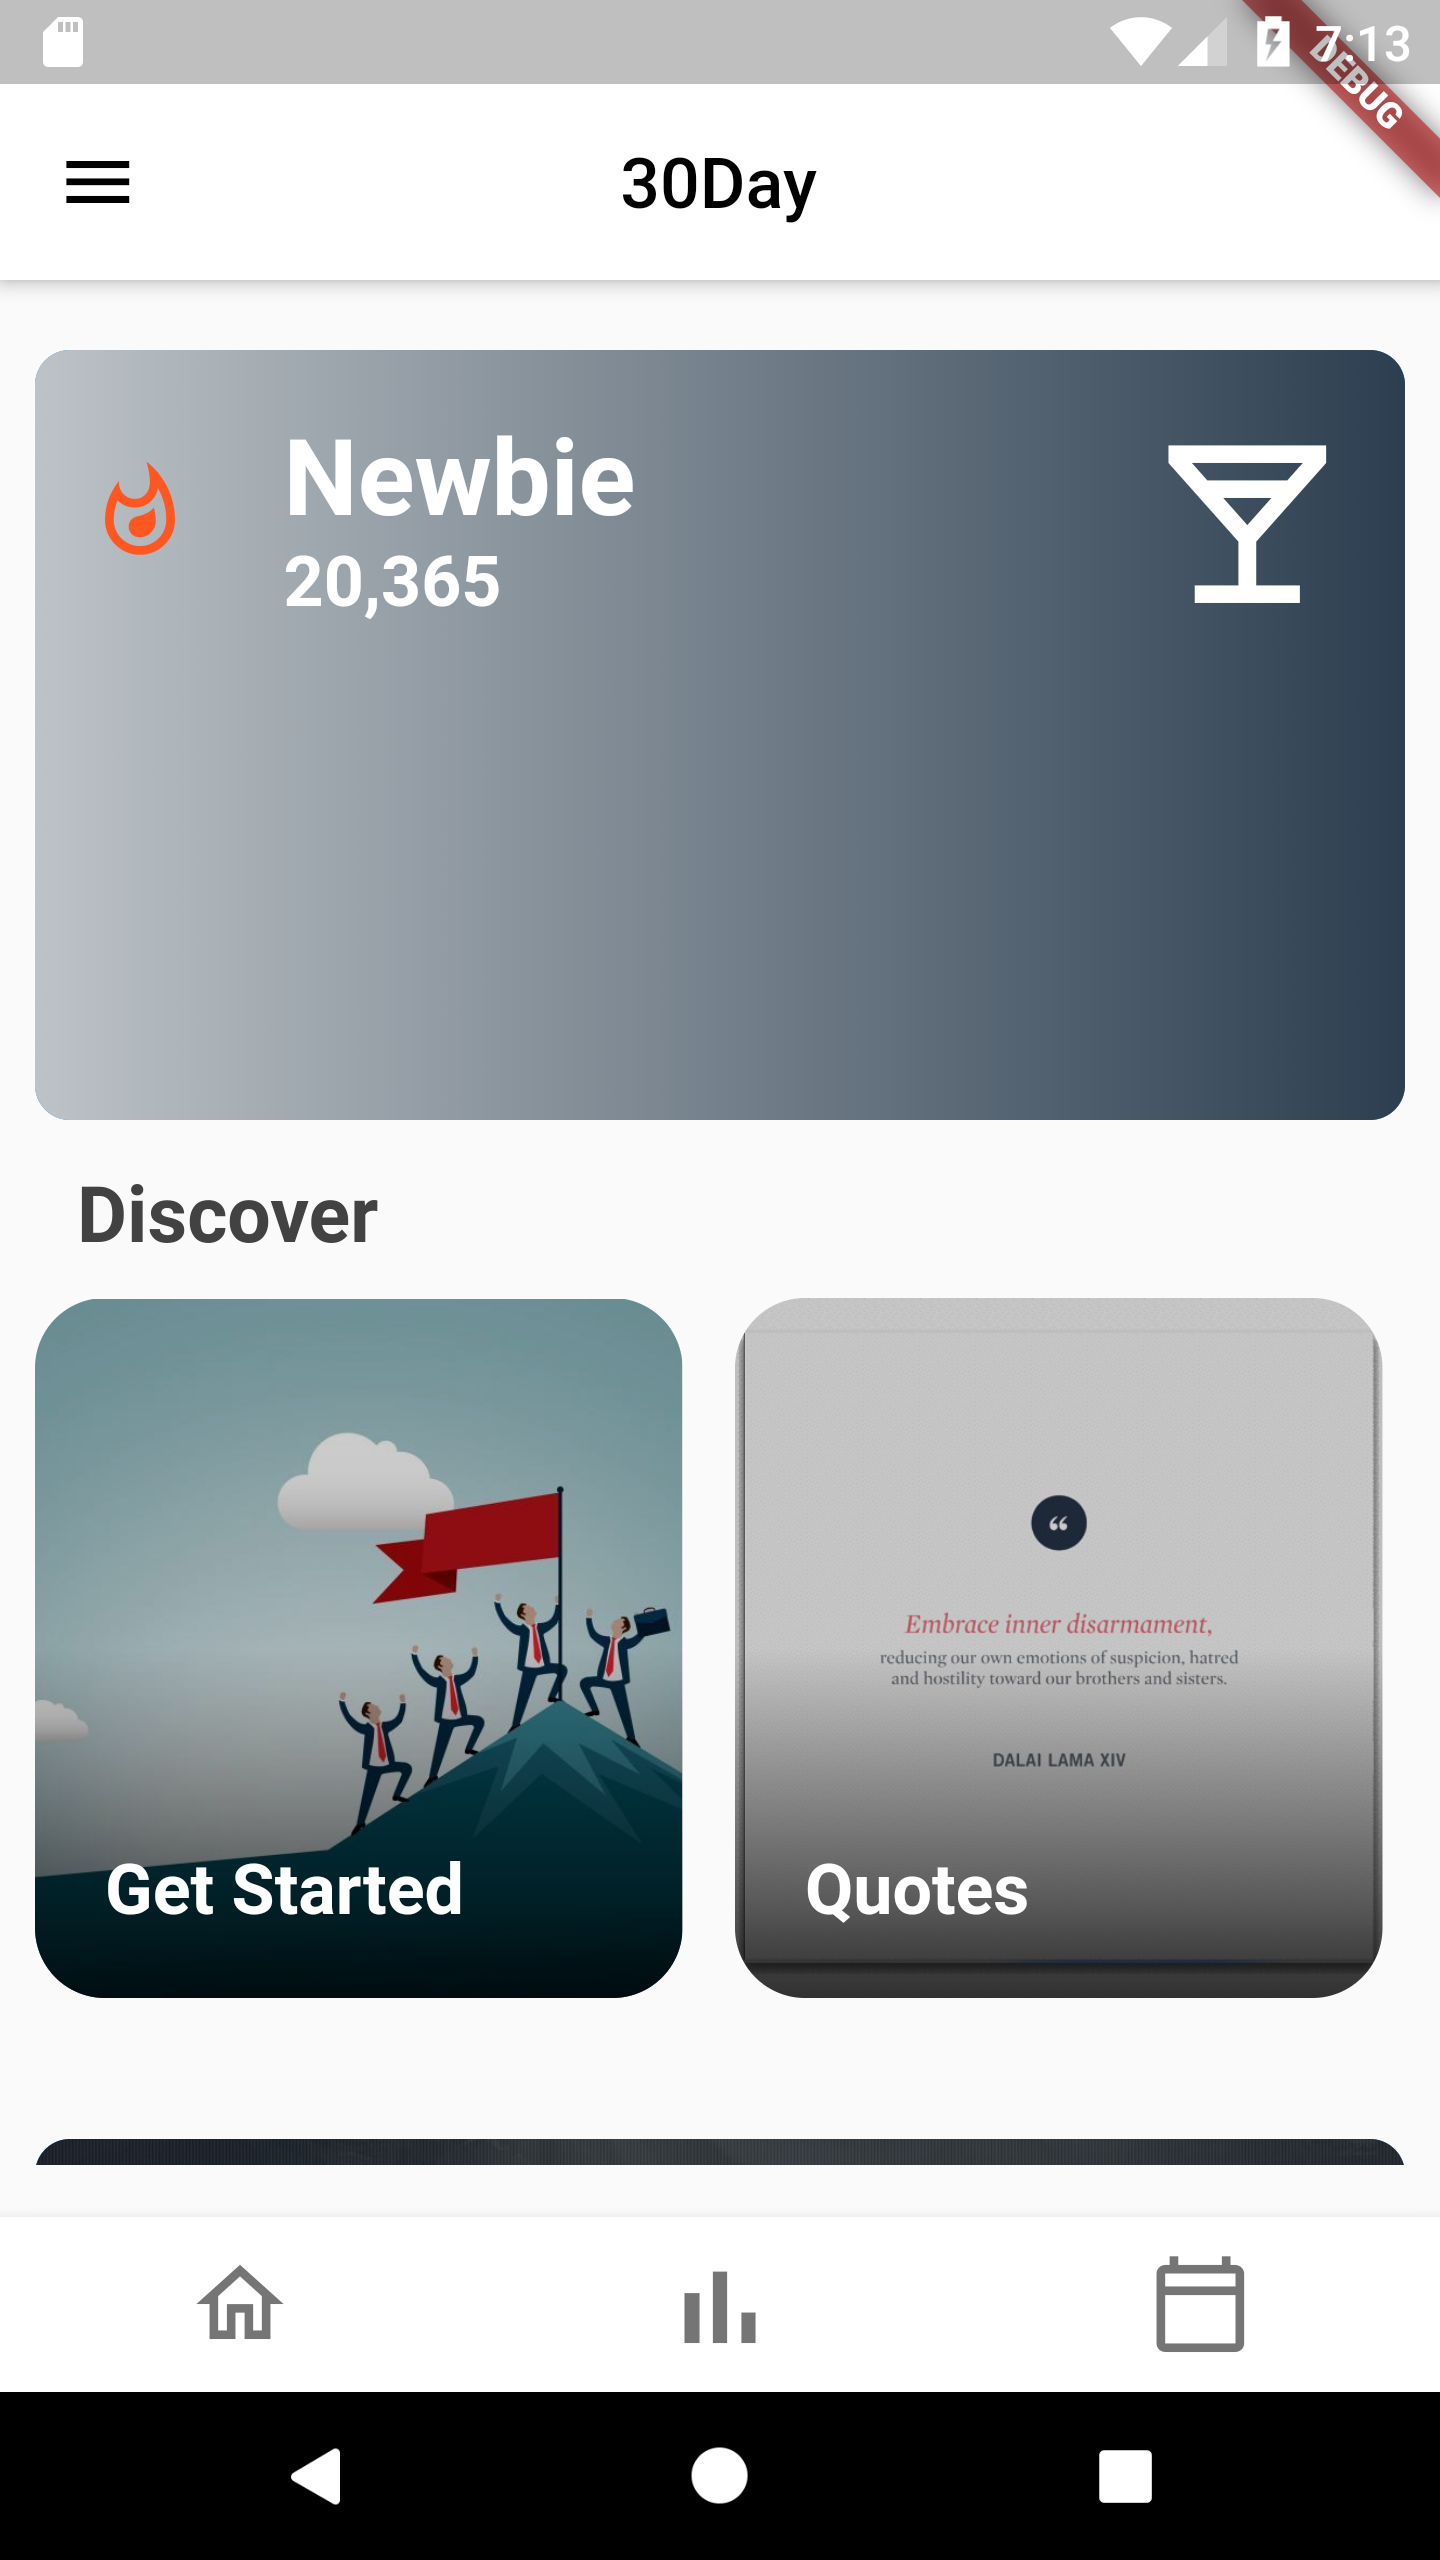 7:13
DEBUG
30Day
Newbie
20,365
Discover
Get Started
“
Embrace inner disarmament,
reducing our own emotions of suspicion, hatred
and hostility toward our brothers and sisters.
DALAI LAMA XIV
Quotes